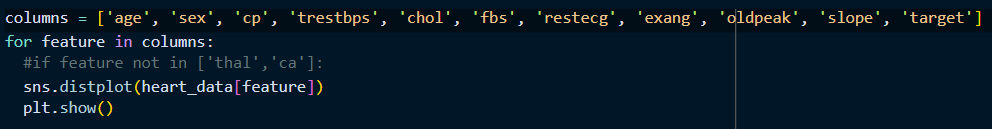 columns = ['age', 'sex', 'cp', 'trestbps', 'chol', 'fbs', 'restecg', 'exang', 'oldpeak', 'slope', 'target']
for feature in columns:
  #if feature not in ['thal','ca']:
  sns.distplot(heart_data[feature])
  plt.show()